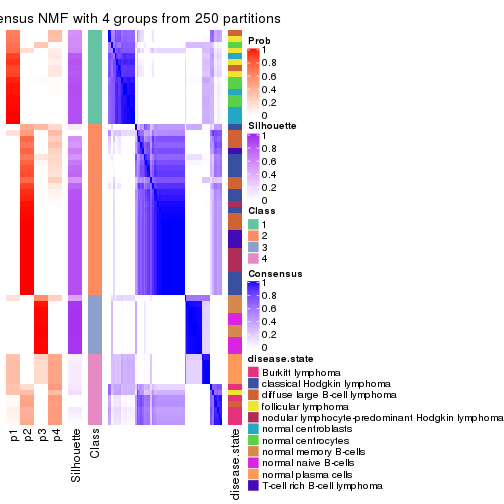 ensus NMF with 4 groups from 250 partitions
Prob
1
0.8
0.6
0.4
0.2
0
Silhouette
1
0.8
0.6
0.4
0.2
0
Class
1
2
3
4
Consensus
1
0.8
0.6
0.4
0.2
0
disease.state
Burkitt lymphoma
classical Hodgkin lymphoma
diffuse large B-cell lymphoma
follicular lymphoma
nodular lymphocyte-predominant Hodgkin lymphoma
normal centroblasts
normal centrocytes
normal memory B-cells
normal naive B-cells
normal plasma cells
T-cell rich B-cell lymphoma
p1
p2
p3
p4
Silhouette
Class
disease.state